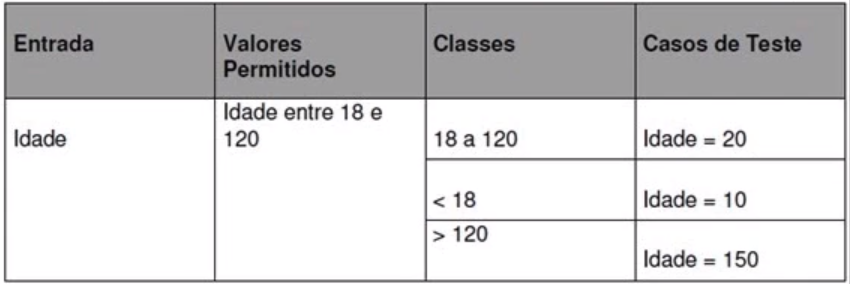 Entrada
Valores
Permitidos
Classes
Casos de Teste
Idade
Idade entre 18 e
120
18 a 120
Idade = 20
< 18
Idade = 10
> 120
Idade = 150